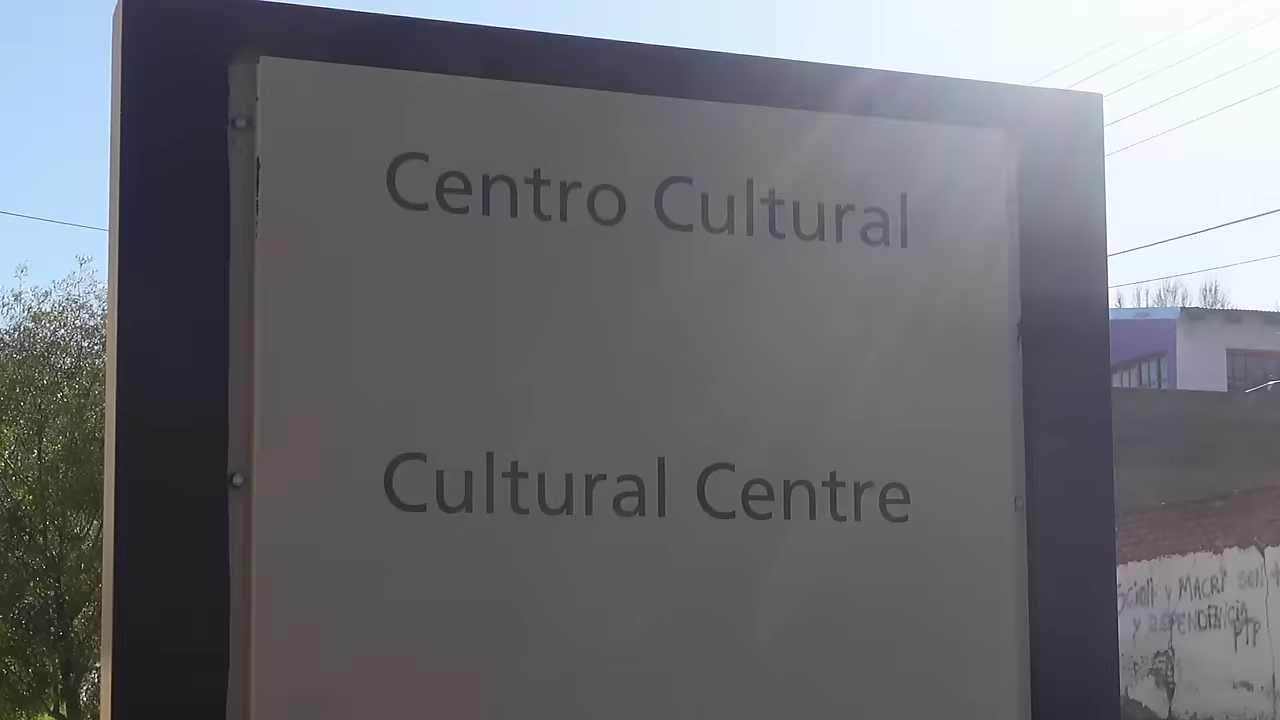 Centro Cultural
Cultural Centre
SCIOLI Y MACRI SON +
Y DEPENDENCIA
PTP